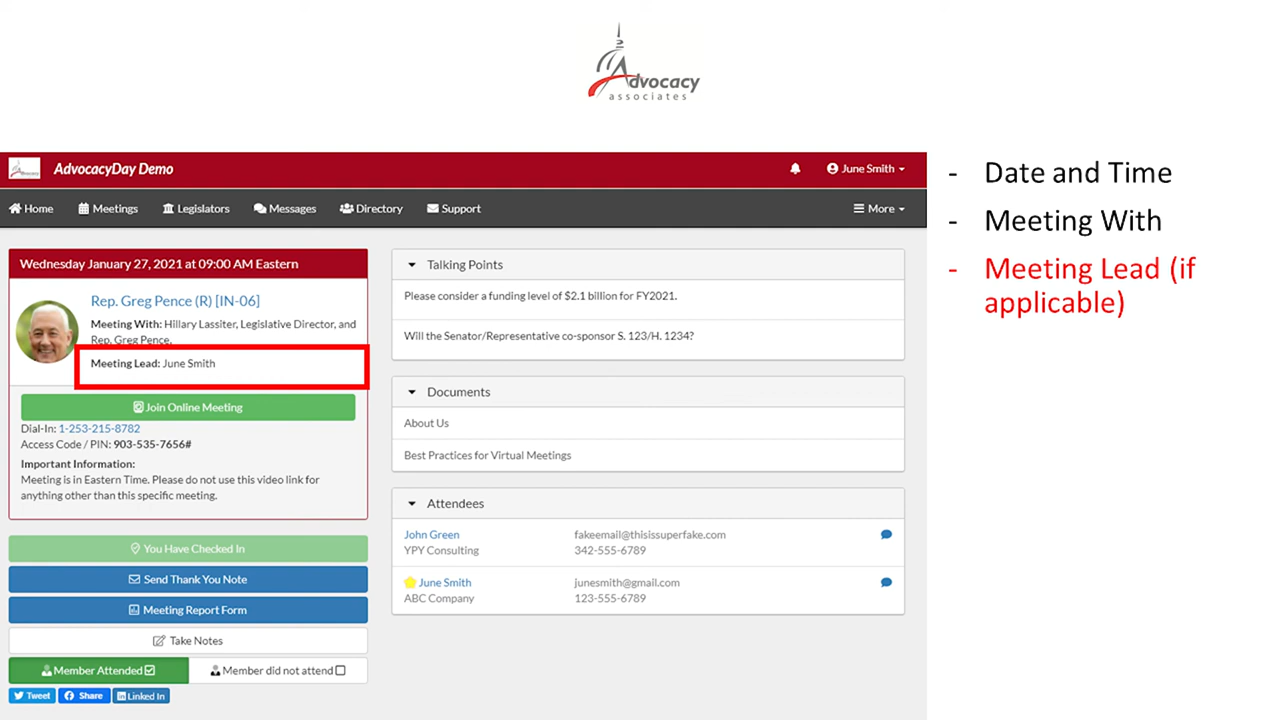 Advocacy
associates
AdvocacyDay Demo
June Smith
Home
Meetings
Legislators
Messages
Directory
Support
More
Wednesday January 27, 2021 at 09:00 AM Eastern
Rep. Greg Pence (R) [IN-06]
Meeting With: Hillary Lassiter, Legislative Director, and
Rep. Greg Pence,
Meeting Lead: June Smith
Join Online Meeting
Dial-In: 1-253-215-8782
Access Code / PIN: 903-535-7656#
Important Information:
Meeting is in Eastern Time. Please do not use this video link for
anything other than this specific meeting.
You Have Checked In
Send Thank You Note
Meeting Report Form
Take Notes
Member Attended
Member did not attend
Tweet
Share
Linked In
Talking Points
Please consider a funding level of $2.1 billion for FY2021.
Will the Senator/Representative co-sponsor S. 123/H. 1234?
Documents
About Us
Best Practices for Virtual Meetings
Attendees
John Green fakeemail@thisissuperfake.com
YPY Consulting 342-555-6789
June Smith junesmith@gmail.com
ABC Company 123-555-6789
- Date and Time
- Meeting With
- Meeting Lead (if
applicable)